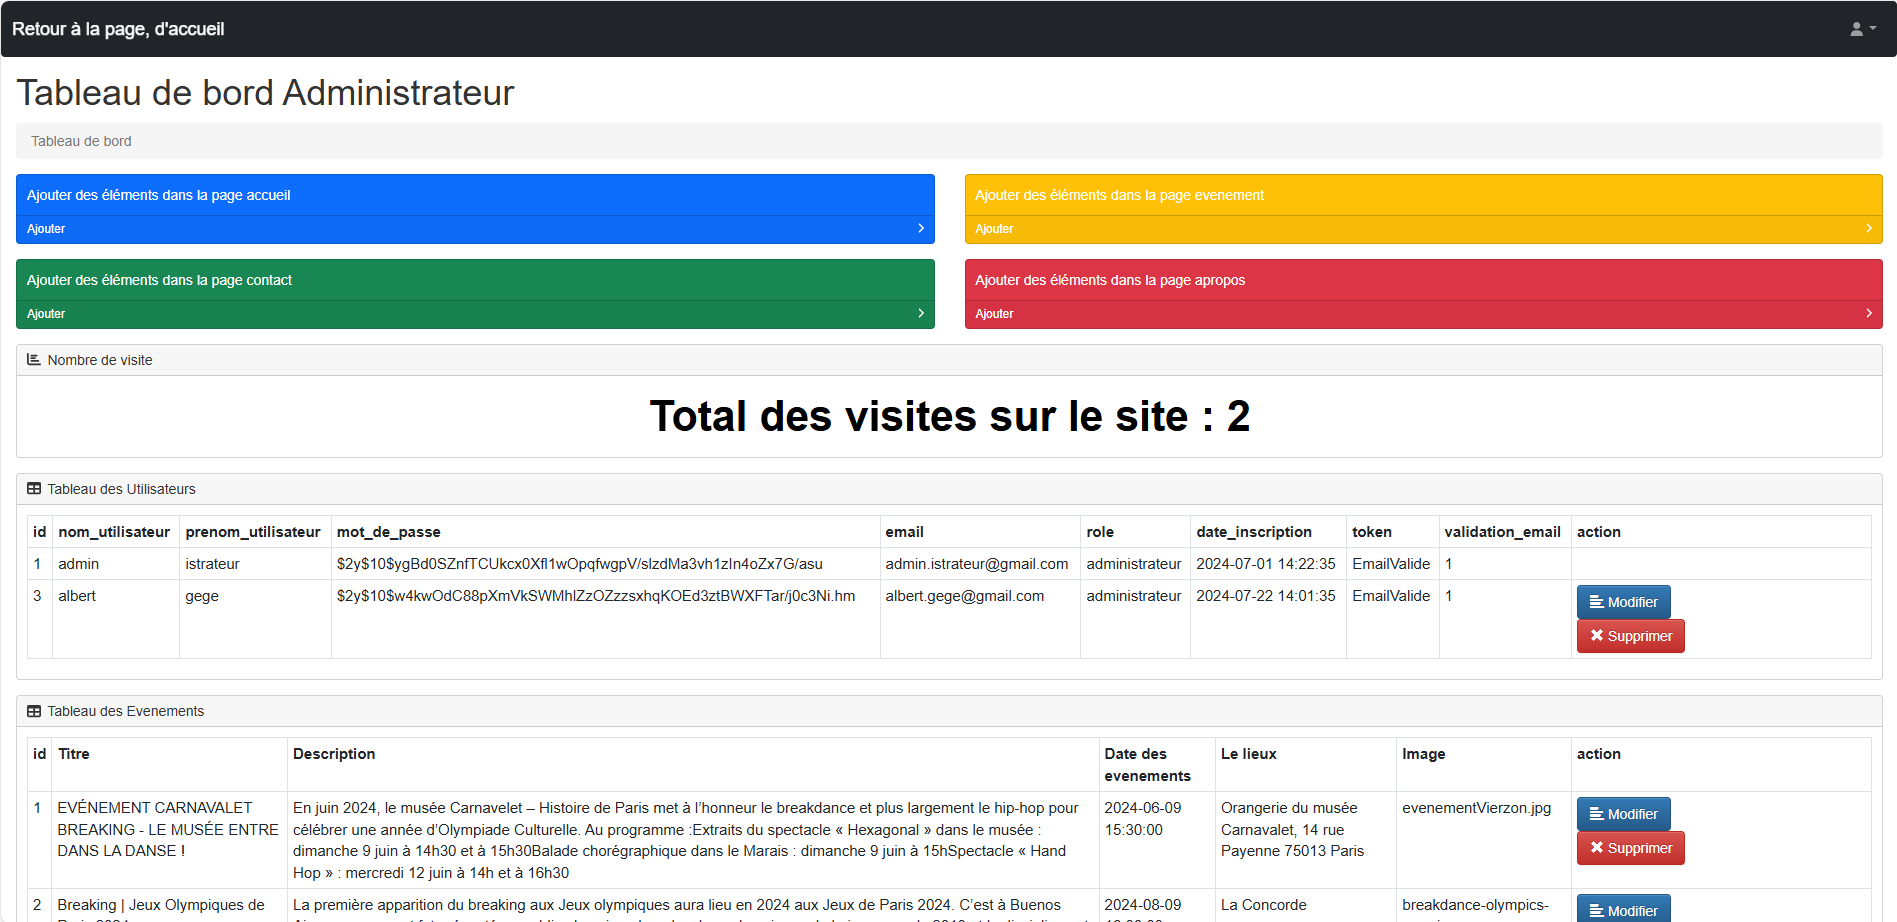 Retour à la page, d'accueil
Tableau de bord Administrateur
Tableau de bord
Ajouter des éléments dans la page accueil
Ajouter
Ajouter des éléments dans la page evenement
Ajouter
Ajouter des éléments dans la page contact
Ajouter
Ajouter des éléments dans la page apropos
Ajouter
Nombre de visite
Total des visites sur le site : 2
Tableau des Utilisateurs
id nom_utilisateur prenom_utilisateur mot_de_passe email role date_inscription token validation_email action
1 admin istrateur $2y$10$ygBd0SZnfTCUkcx0Xfl1wOpqfwgpV/slzdMa3vh1zIn4oZx7G/asu admin.istrateur@gmail.com administrateur 2024-07-01 14:22:35 EmailValide 1
3 albert gege $2y$10$w4kwOdC88pXmVkSWMhlZzOZzzsxhqKOEd3ztBWXFTar/j0c3Ni.hm albert.gege@gmail.com administrateur 2024-07-22 14:01:35 EmailValide 1 Modifier
Supprimer
Tableau des Evenements
id Titre Description Date des Le lieux Image action
evenements
1 EVÉNEMENT CARNAVALET En juin 2024, le musée Carnavelet – Histoire de Paris met à l’honneur le breakdance et plus largement le hip-hop pour 2024-06-09 Orangerie du musée evenementVierzon.jpg Modifier
BREAKING - LE MUSÉE ENTRE célébrer une année d’Olympiade Culturelle. Au programme :Extraits du spectacle « Hexagonal » dans le musée : 15:30:00 Carnavalet, 14 rue
DANS LA DANSE ! dimanche 9 juin à 14h30 et à 15h30Balade chorégraphique dans le Marais : dimanche 9 juin à 15hSpectacle « Hand Payenne 75013 Paris Supprimer
Hop » : mercredi 12 juin à 14h et à 16h30
2 Breaking | Jeux Olympiques de La première apparition du breaking aux Jeux olympiques aura lieu en 2024 aux Jeux de Paris 2024. C’est à Buenos 2024-08-09 La Concorde breakdance-olympics- Modifier